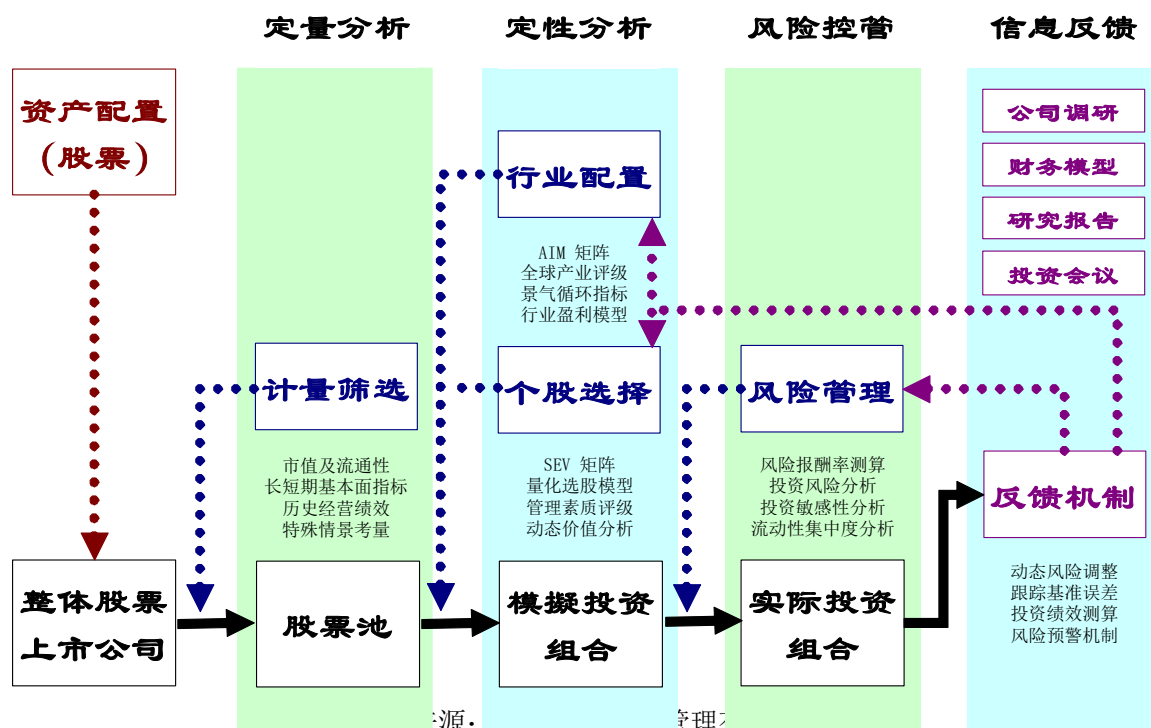 定量分析
定性分析
风险控管
信息反馈
资产配置
(股票)
行业配置
AIM 矩阵
全球产业评级
景气循环指标
行业盈利模型
公司调研
财务模型
研究报告
投资会议
计量筛选
市值及流通性
长短期基本面指标
历史经营绩效
特殊情景考量
个股选择
SEV 矩阵
量化选股模型
管理素质评级
动态价值分析
风险管理
风险报酬率测算
投资风险分析
投资敏感性分析
流动性集中度分析
反馈机制
动态风险调整
跟踪基准误差
投资绩效测算
风险预警机制
整体股票
上市公司
股票池
模擬投资
组合
实际投资
组合
源:
管理